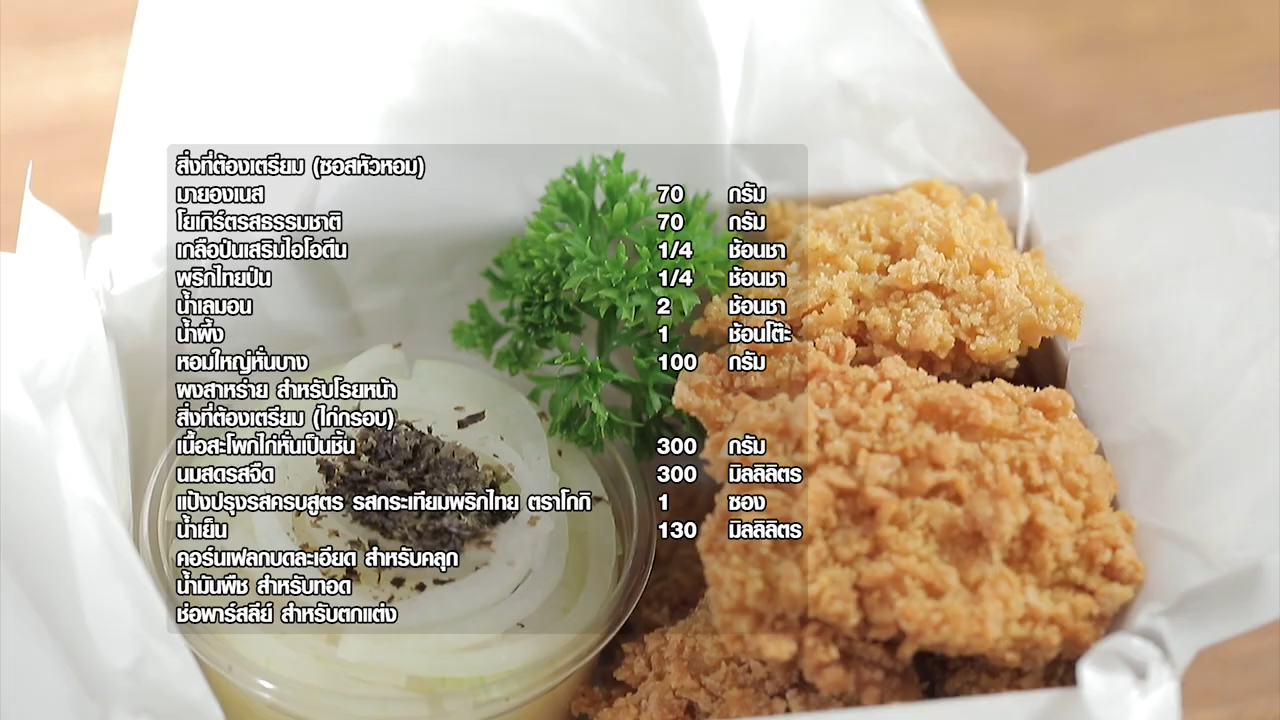 สิ่งที่ต้องเตรียม (ซอสหัวหอม)
มายองเนส 70 กรัม
โยเกิร์ตรสธรรมชาติ 70 กรัม
เกลือป่นเสริมไอโอดีน 1/4 ช้อนชา
พริกไทยป่น 1/4 ช้อนชา
น้ำเลมอน 2 ช้อนชา
น้ำผึ้ง 1 ช้อนโต๊ะ
หอมใหญ่หั่นบาง 100 กรัม
ผงสาหร่าย สำหรับโรยหน้า
สิ่งที่ต้องเตรียม (ไก่กรอบ)
เนื้อสะโพกไก่หั่นเป็นชิ้น 300 กรัม
นมสดรสจืด 300 มิลลิลิตร
แป้งปรุงรสครบสูตร รสกระเทียมพริกไทย ตราโกกิ 1 ซอง
น้ำเย็น 130 มิลลิลิตร
คอร์นเฟลกบดละเอียด สำหรับคลุก
น้ำมันพืช สำหรับทอด
ช่อพาร์สลีย์ สำหรับตกแต่ง